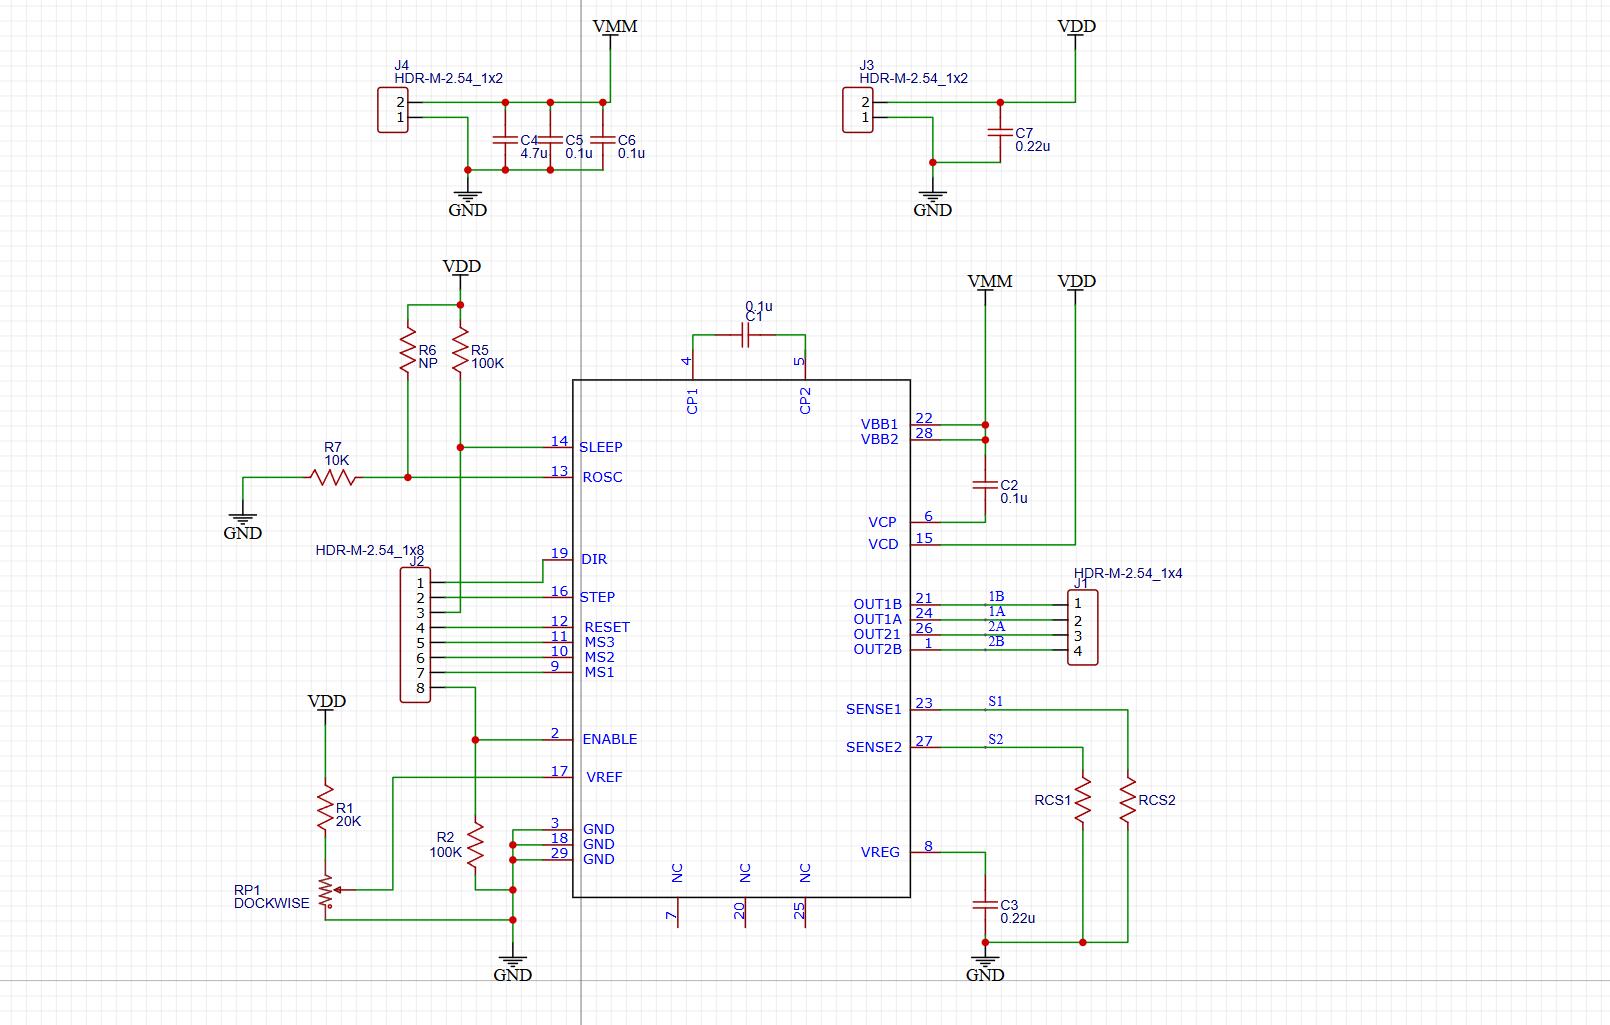 VMM
VDD
J4
HDR-M-2.54_1x2
2
1
C4
4.7u
C5
0.1u
C6
0.1u
GND
J3
HDR-M-2.54_1x2
2
1
C7
0.22u
GND
VDD
R6
NP
R5
100K
R7
10K
GND
0.1u
C1
4
5
CP1
CP2
VMM
VDD
14 SLEEP
13 ROSC
19 DIR
16 STEP
12 RESET
11 MS3
10 MS2
9 MS1
2 ENABLE
17 VREF
3 GND
18 GND
29 GND
HDR-M-2.54_1x8
J2
1
2
3
4
5
6
7
8
VDD
R1
20K
RP1
DOCKWISE
R2
100K
GND
NC
NC
NC
7
20
25
VBB1 22
VBB2 28
C2
0.1u
VCP 6
VCD 15
OUT1B 21 1B
OUT1A 24 1A
OUT21 26 2A
OUT2B 1 2B
HDR-M-2.54_1x4
J1
1
2
3
4
SENSE1 23 S1
SENSE2 27 S2
RCS1
RCS2
VREG 8
C3
0.22u
GND